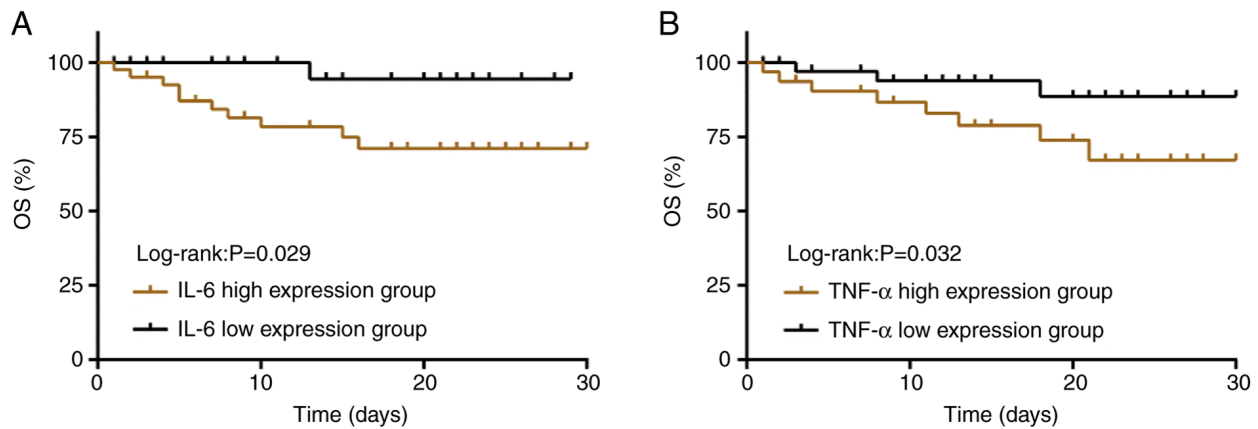 A
100
75
50
25
0
OS (%)
Log-rank:P=0.029
IL-6 high expression group
IL-6 low expression group
0 10 20 30
Time (days)
B
100
75
50
25
0
OS (%)
Log-rank:P=0.032
TNF-α high expression group
TNF-α low expression group
0 10 20 30
Time (days)